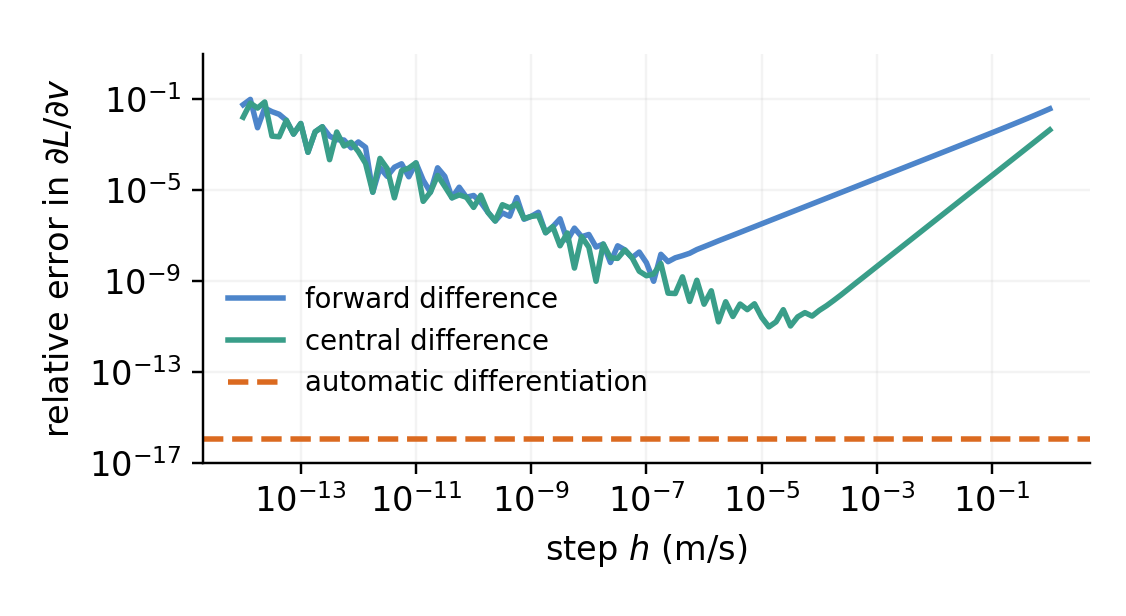 relative error in ∂L/∂v
10⁻¹
10⁻⁵
10⁻⁹
10⁻¹³
10⁻¹⁷
forward difference
central difference
automatic differentiation
10⁻¹³ 10⁻¹¹ 10⁻⁹ 10⁻⁷ 10⁻⁵ 10⁻³ 10⁻¹
step h (m/s)